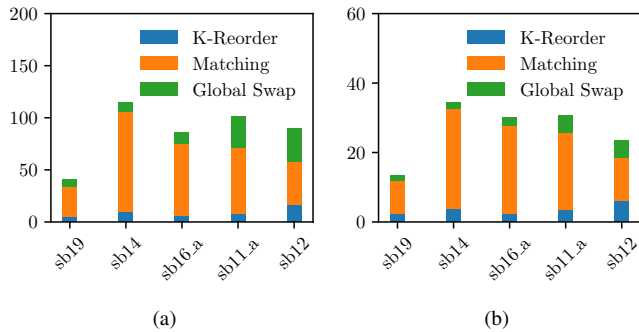 200
150
100
50
0
K-Reorder
Matching
Global Swap
sb19
sb14
sb16_a
sb11_a
sb12
(a)
60
40
20
0
K-Reorder
Matching
Global Swap
sb19
sb14
sb16_a
sb11_a
sb12
(b)